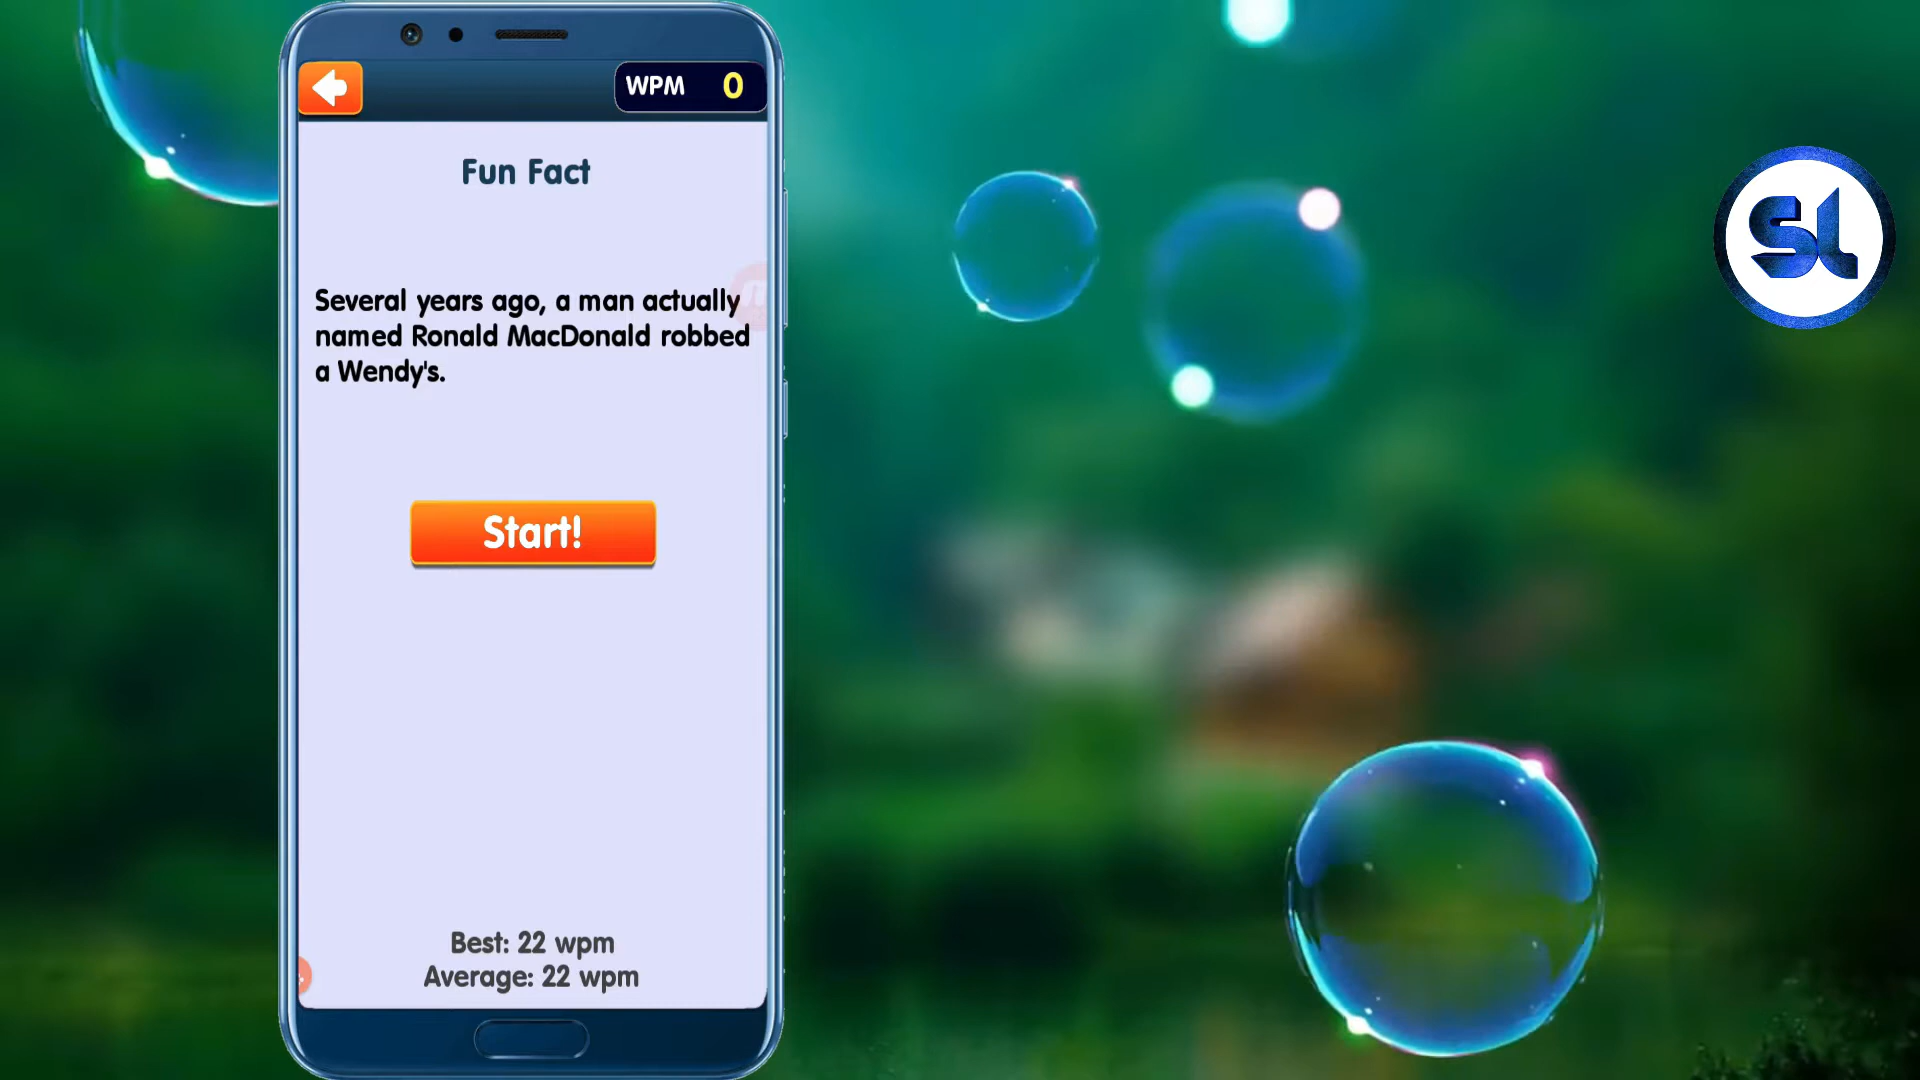 WPM 0
Fun Fact
Several years ago, a man actually
named Ronald MacDonald robbed
a Wendy's.
Start!
Best: 22 wpm
Average: 22 wpm
SL